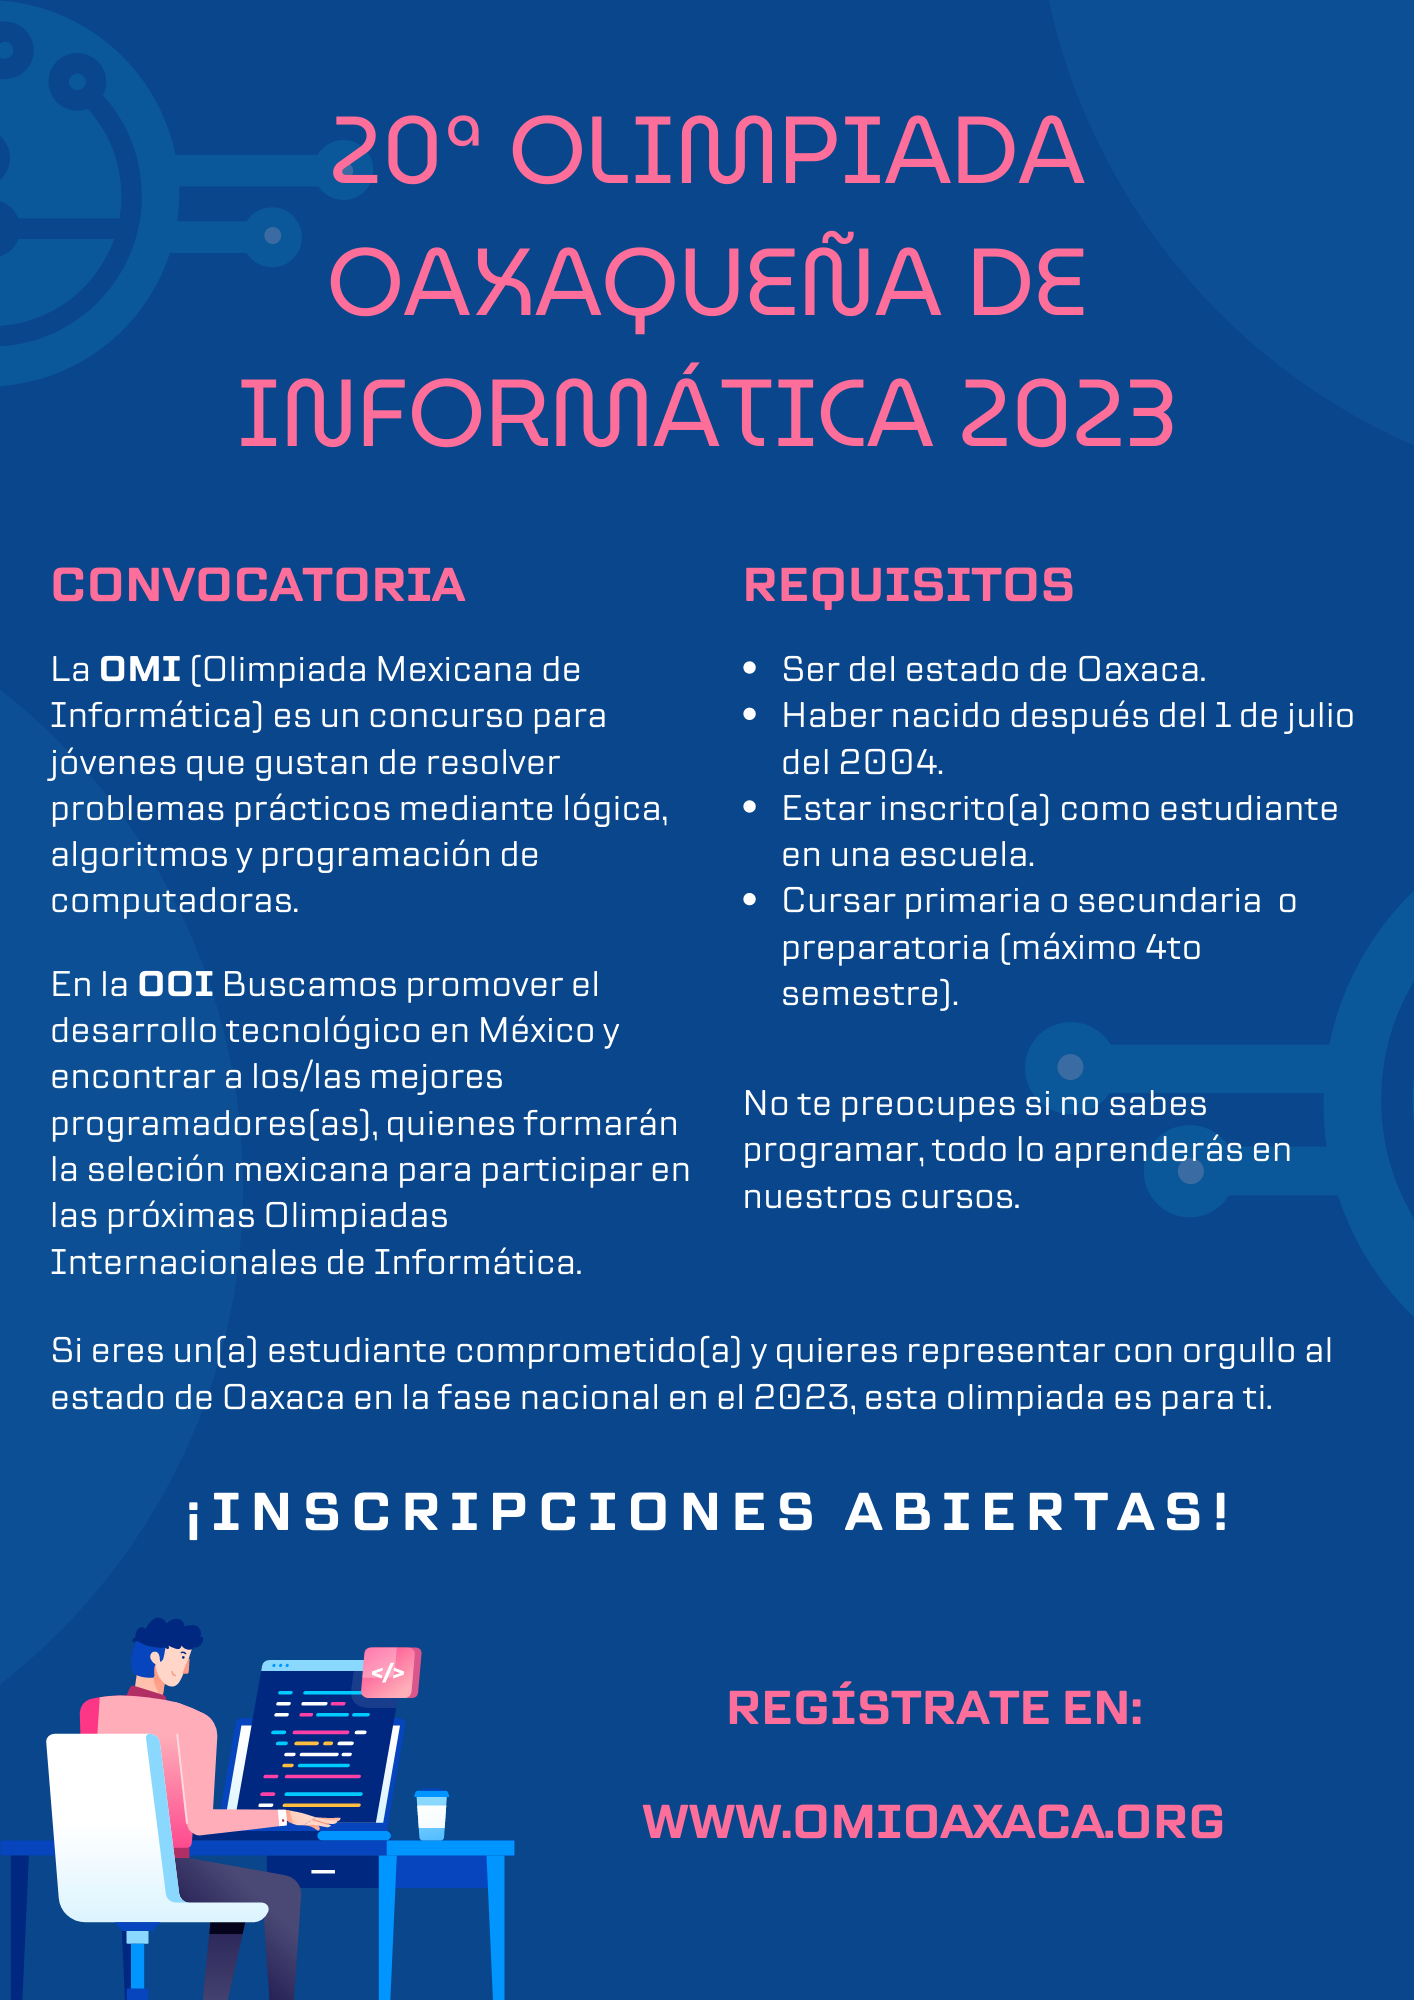 20ª OLIMPIADA
OAXAQUEÑA DE
INFORMÁTICA 2023
CONVOCATORIA
La OMI (Olimpiada Mexicana de
Informática) es un concurso para
jóvenes que gustan de resolver
problemas prácticos mediante lógica,
algoritmos y programación de
computadoras.
En la OOI Buscamos promover el
desarrollo tecnológico en México y
encontrar a los/las mejores
programadores(as), quienes formarán
la seleción mexicana para participar en
las próximas Olimpiadas
Internacionales de Informática.
REQUISITOS
• Ser del estado de Oaxaca.
• Haber nacido después del 1 de julio
del 2004.
• Estar inscrito(a) como estudiante
en una escuela.
• Cursar primaria o secundaria o
preparatoria (máximo 4to
semestre).
No te preocupes si no sabes
programar, todo lo aprenderás en
nuestros cursos.
Si eres un(a) estudiante comprometido(a) y quieres representar con orgullo al
estado de Oaxaca en la fase nacional en el 2023, esta olimpiada es para ti.
¡INSCRIPCIONES ABIERTAS!
</>
REGÍSTRATE EN:
WWW.OMIOAXACA.ORG